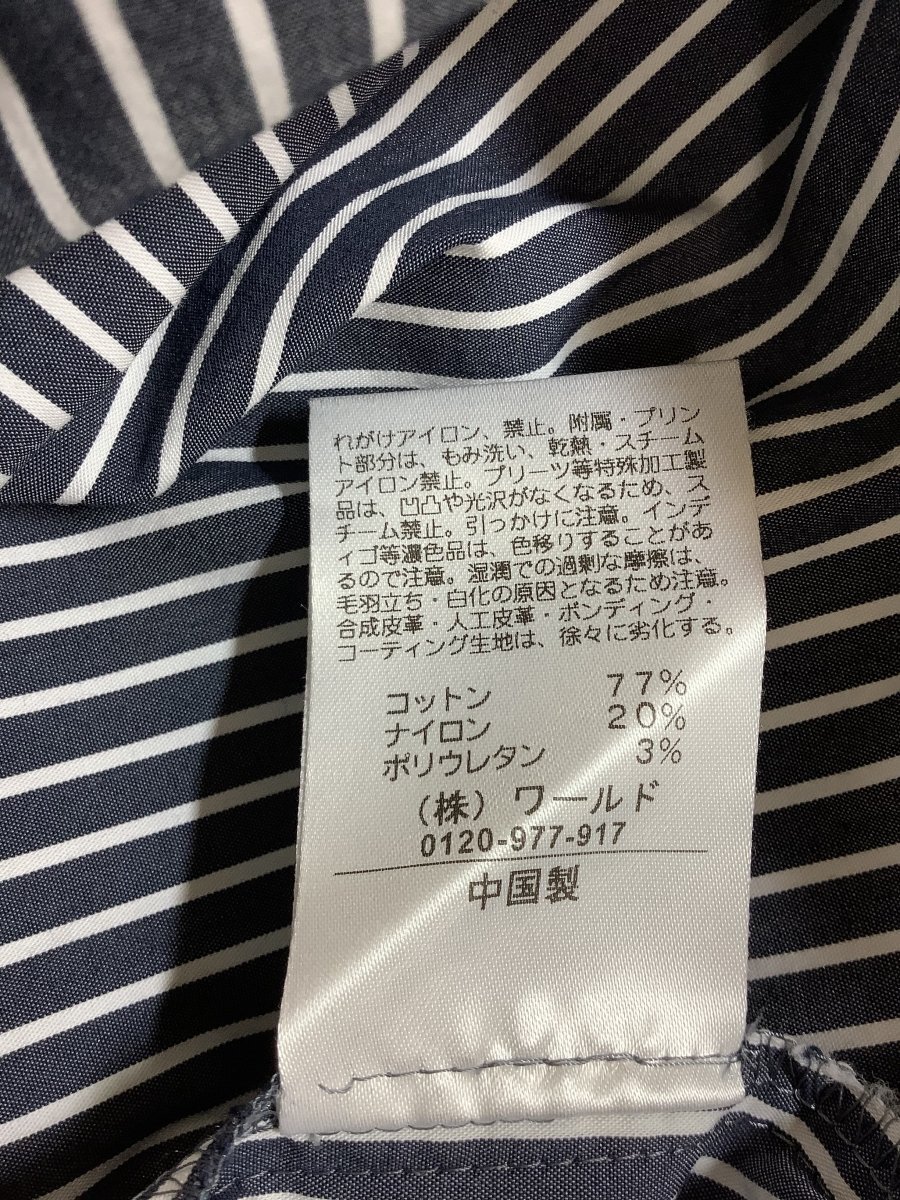 れがけアイロン、禁止。附属・プリン
ト部分は、もみ洗い、乾熱・スチーム
アイロン禁止。プリーツ等特殊加工製
品は、凹凸や光沢がなくなるため、ス
チーム禁止。引っかけに注意。インデ
ィゴ等濃色品は、色移りすることがあ
るので注意。湿潤での過剰な摩擦は、
毛羽立ち・白化の原因となるため注意。
合成皮革・人工皮革・ボンディング・
コーティング生地は、徐々に劣化する。
コットン 77%
ナイロン 20%
ポリウレタン 3%
(株) ワールド
0120-977-917
中国製